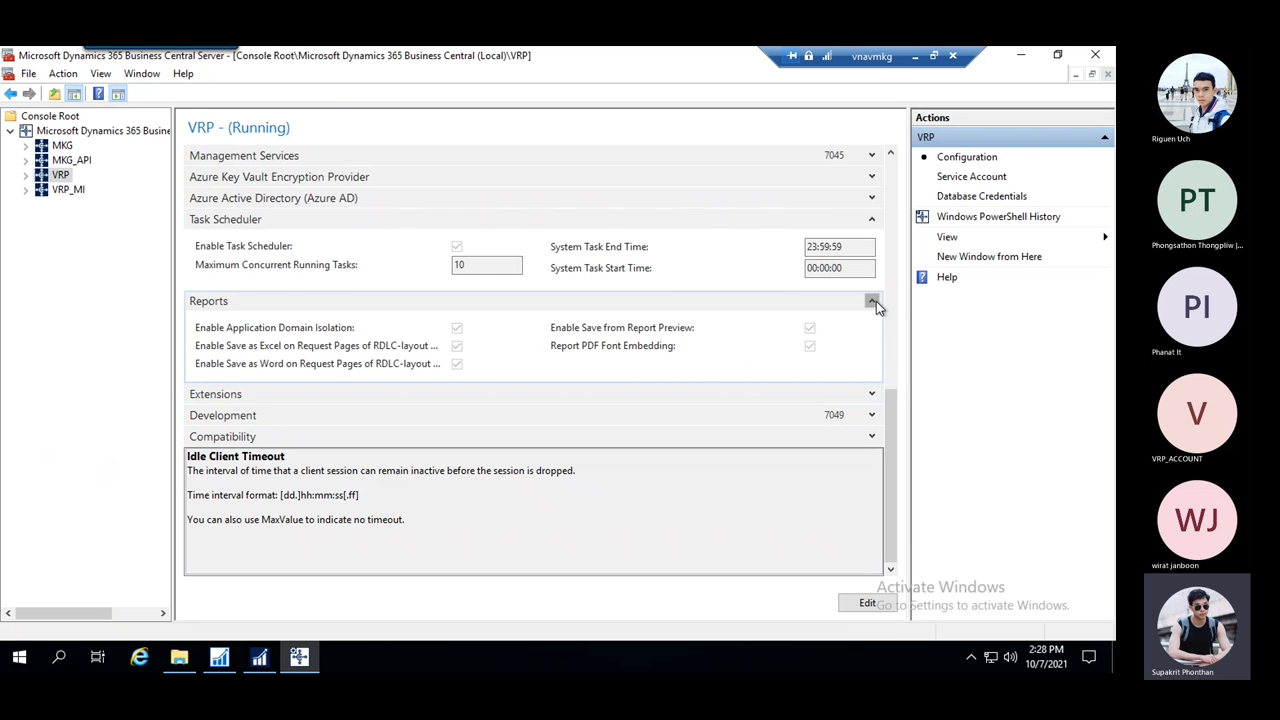 Microsoft Dynamics 365 Business Central Server - [Console Root\Microsoft Dynamics 365 Business Central (Local)\VRP]
vnavmkg
File Action View Window Help
Console Root
Microsoft Dynamics 365 Busine
MKG
MKG_API
VRP
VRP_MI
VRP - (Running)
Management Services 7045
Azure Key Vault Encryption Provider
Azure Active Directory (Azure AD)
Task Scheduler
Enable Task Scheduler: System Task End Time: 23:59:59
Maximum Concurrent Running Tasks: 10 System Task Start Time: 00:00:00
Reports
Enable Application Domain Isolation: Enable Save from Report Preview:
Enable Save as Excel on Request Pages of RDLC-layout ... Report PDF Font Embedding:
Enable Save as Word on Request Pages of RDLC-layout ...
Extensions
Development 7049
Compatibility
Idle Client Timeout
The interval of time that a client session can remain inactive before the session is dropped.
Time interval format: [dd.]hh:mm:ss[.ff]
You can also use MaxValue to indicate no timeout.
Edit
Activate Windows
Go to Settings to activate Windows.
Actions
VRP
Configuration
Service Account
Database Credentials
Windows PowerShell History
View
New Window from Here
Help
2:28 PM
10/7/2021
Riguen Uch
PT
Phongsathon Thongpliw |...
PI
Phanat It
V
VRP_ACCOUNT
WJ
wirat janboon
Supakrit Phonthan